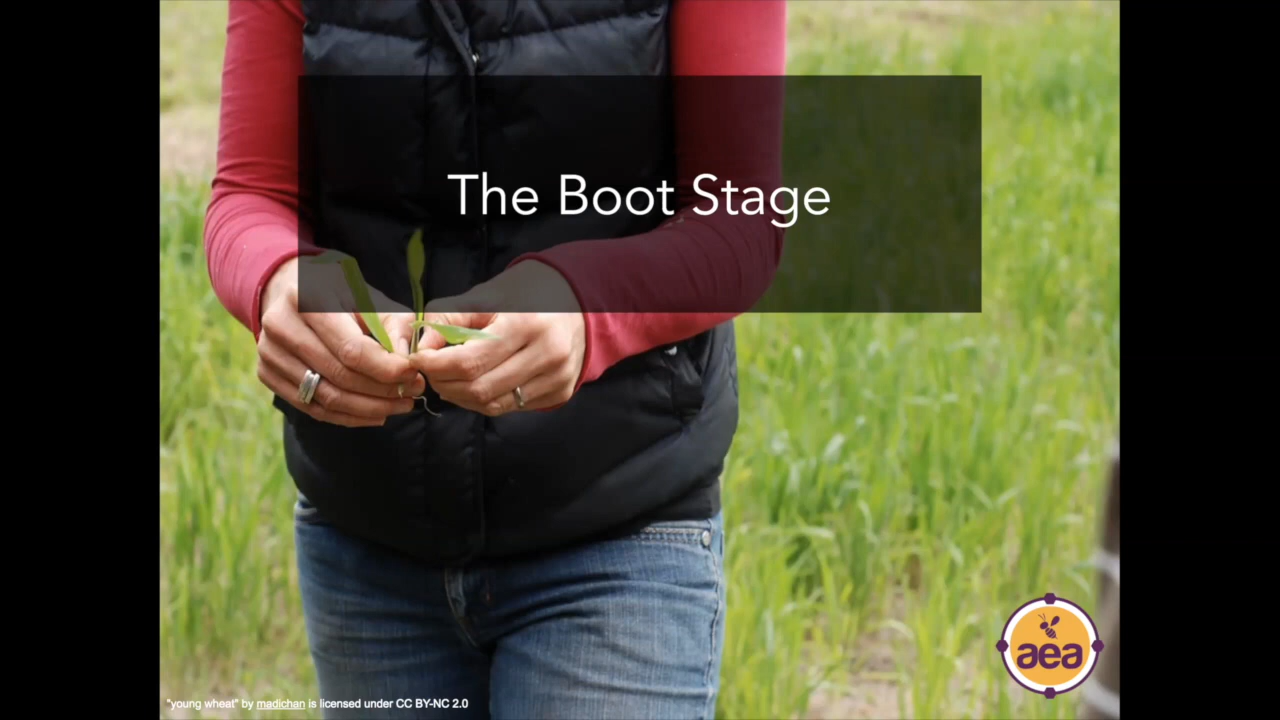 The Boot Stage
aea
"young wheat" by madichan is licensed under CC BY-NC 2.0